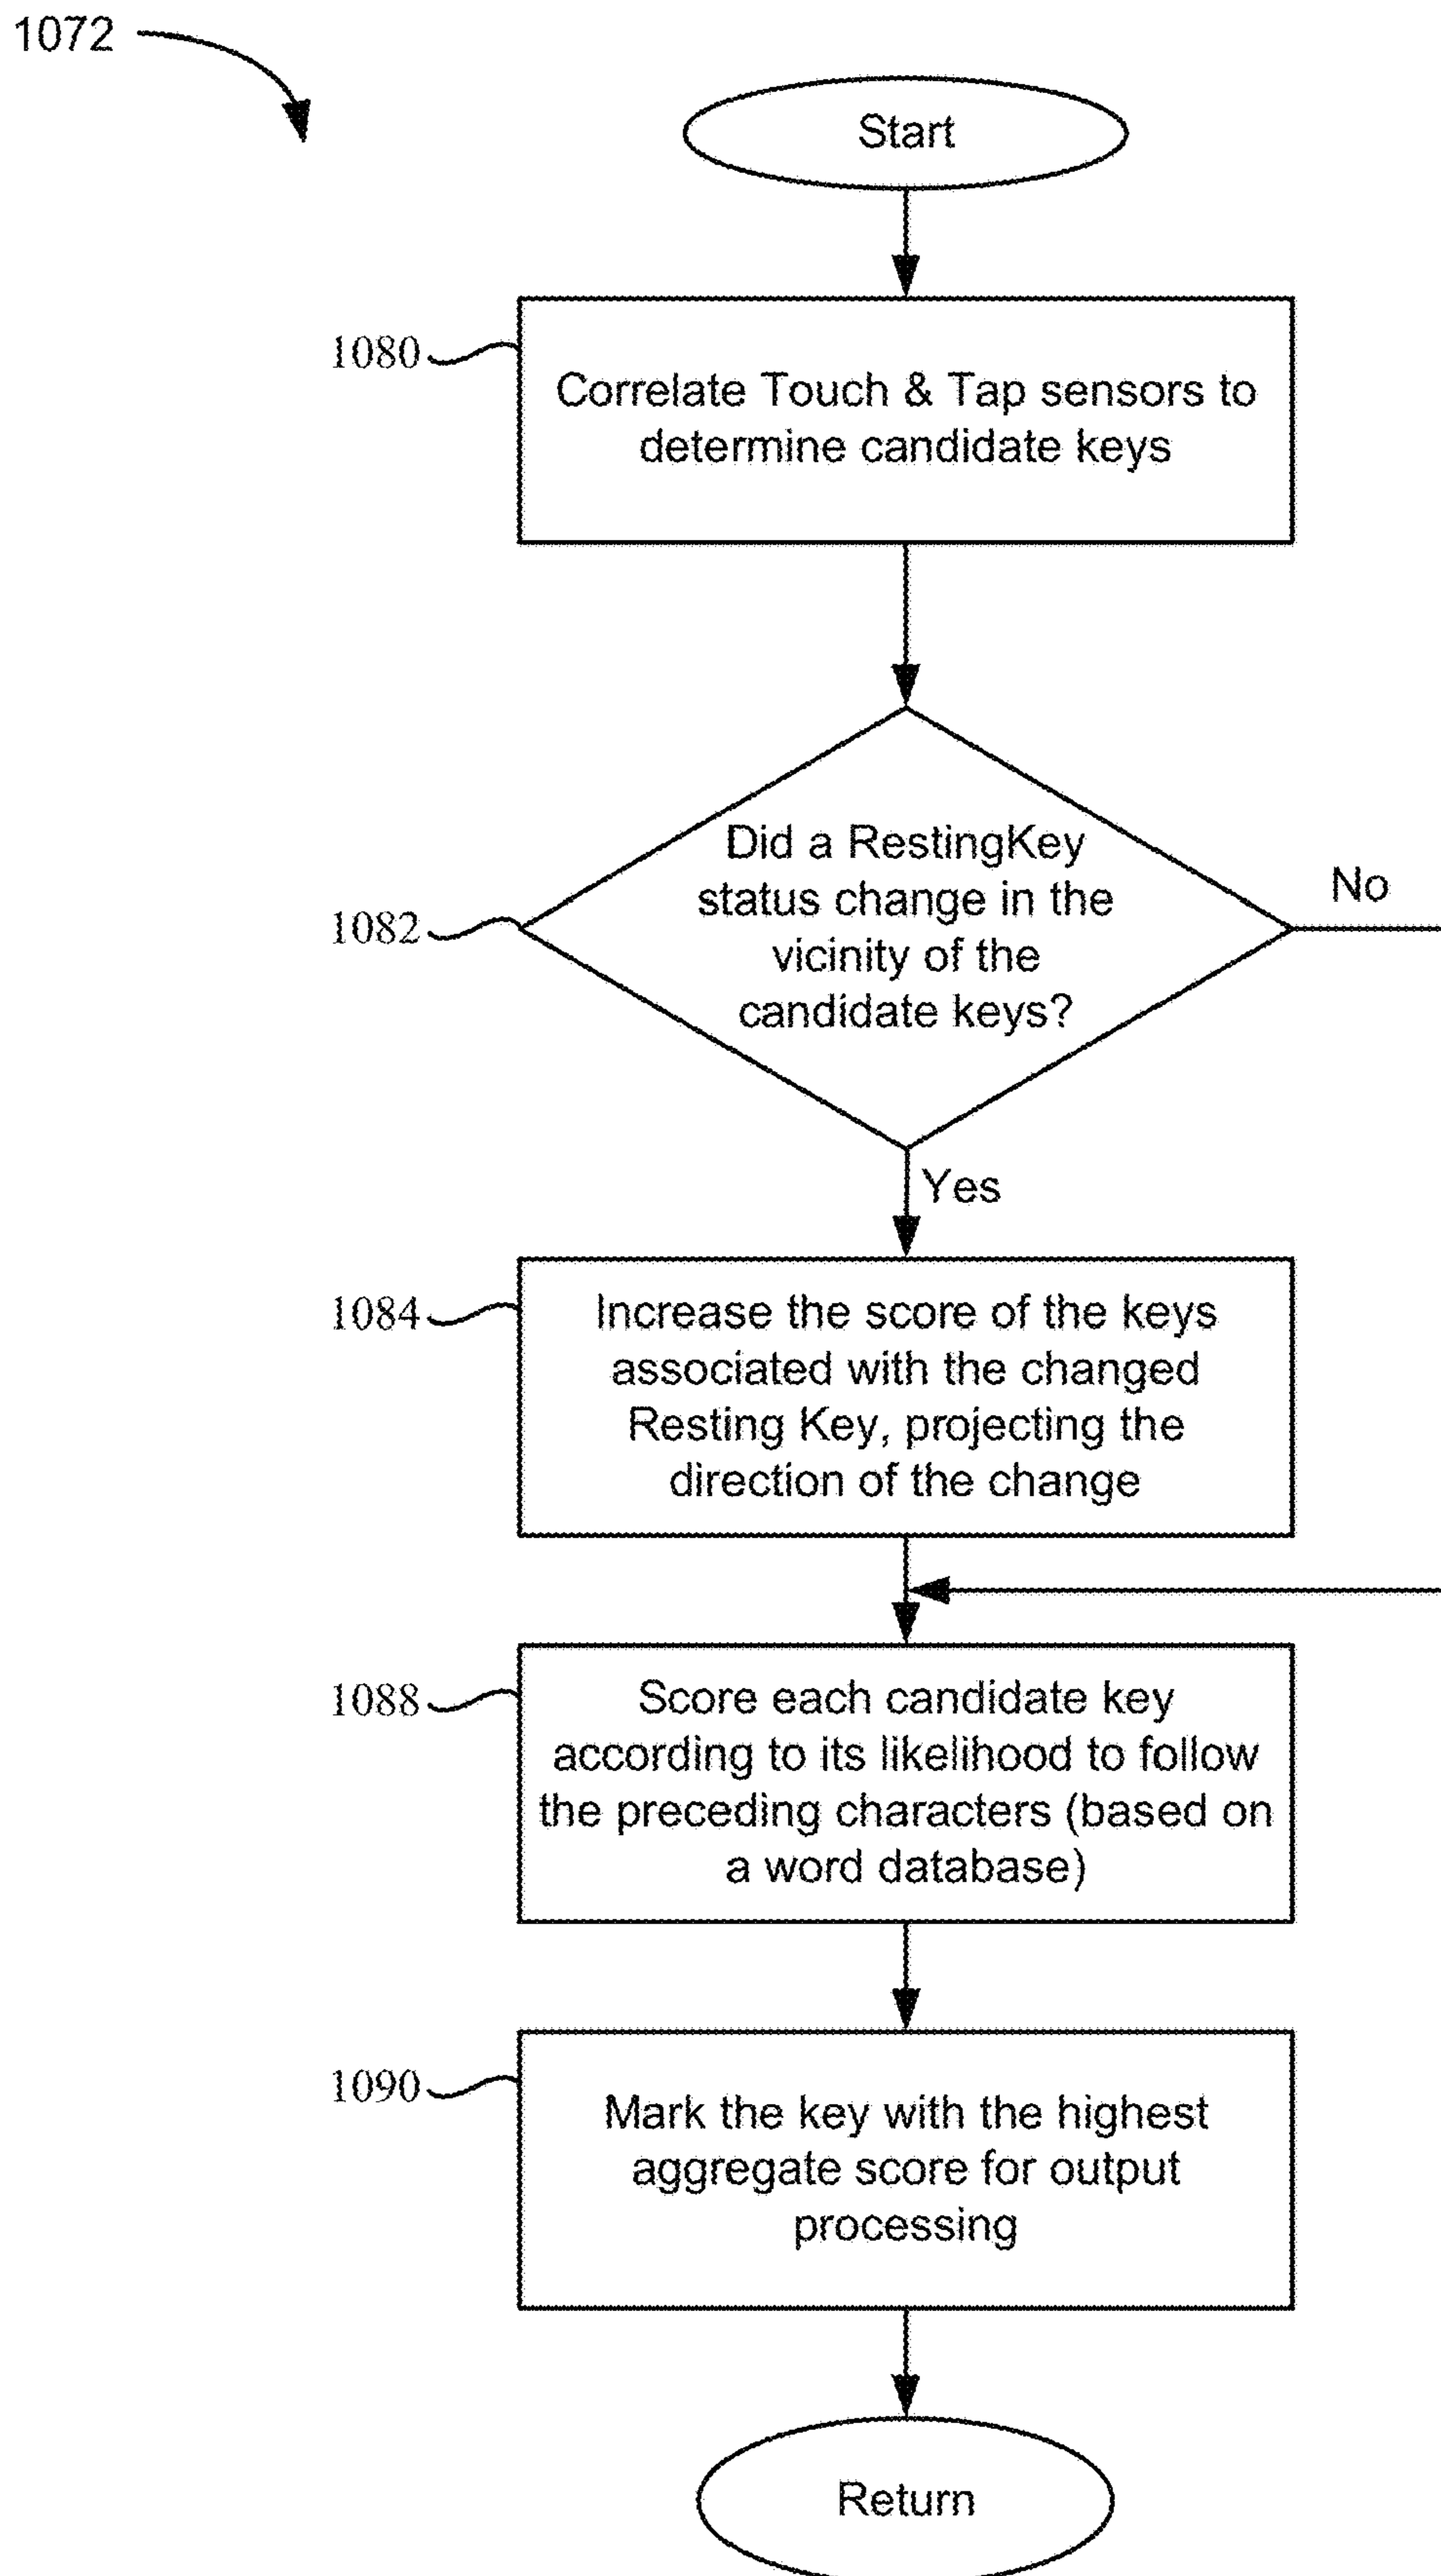 1072
Start
1080
Correlate Touch & Tap sensors to
determine candidate keys
Did a RestingKey
status change in the
vicinity of the
candidate keys?
1082
No
Yes
1084
Increase the score of the keys
associated with the changed
Resting Key, projecting the
direction of the change
1088
Score each candidate key
according to its likelihood to follow
the preceding characters (based on
a word database)
1090
Mark the key with the highest
aggregate score for output
processing
Return